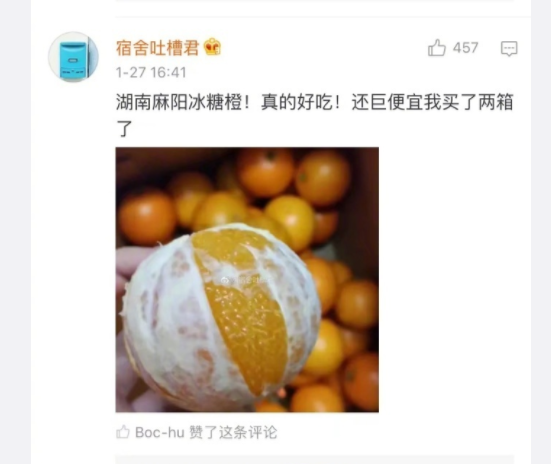 宿舍吐槽君
457
1-27 16:41
湖南麻阳冰糖橙！真的好吃！还巨便宜我买了两箱
了
Boc-hu 赞了这条评论